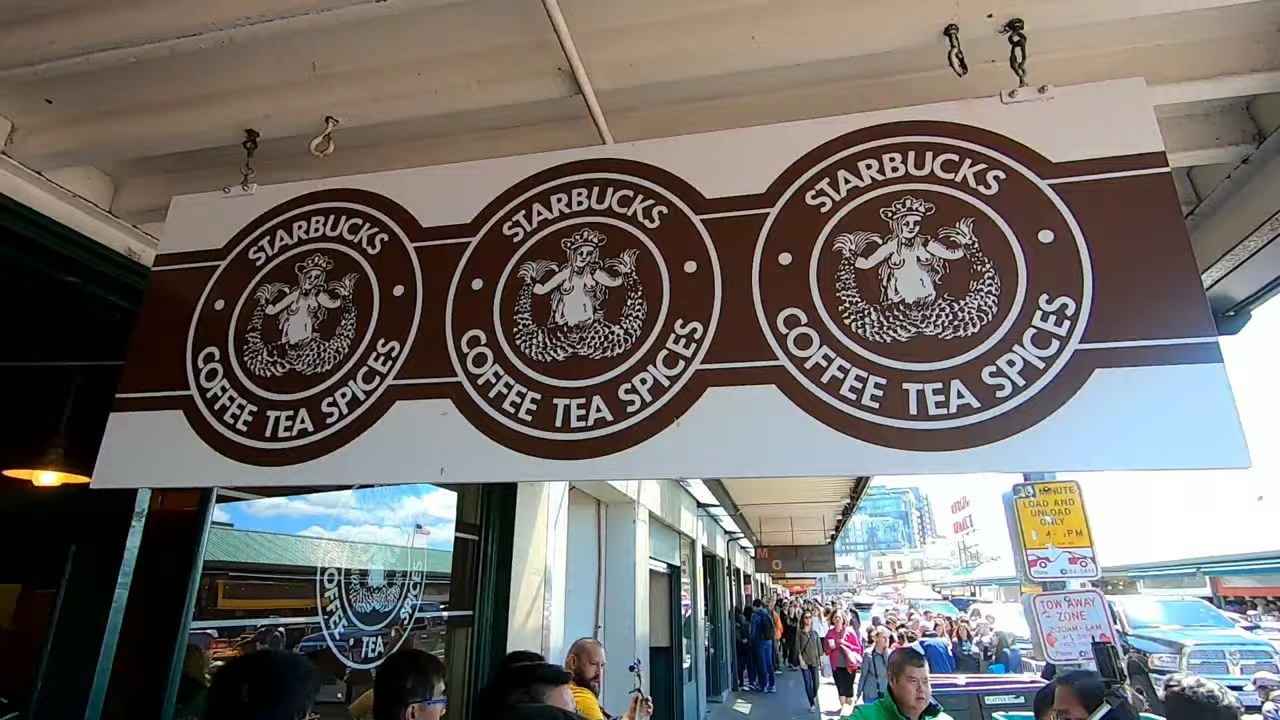 STARBUCKS
COFFEE TEA SPICES
STARBUCKS
COFFEE TEA SPICES
STARBUCKS
COFFEE TEA SPICES
COFFEE TEA SPICES
MINUTE
LOAD AND
UNLOAD
ONLY
TOW AWAY
ZONE